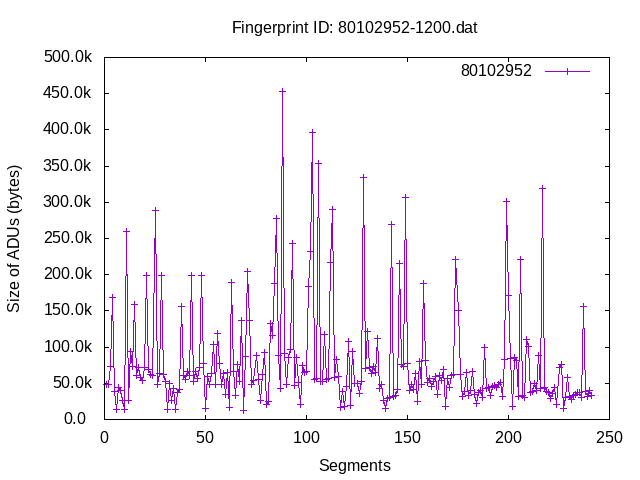 Fingerprint ID: 80102952-1200.dat
500.0k
80102952
450.0k
400.0k
350.0k
300.0k
250.0k
200.0k
150.0k
100.0k
50.0k
0.0
Size of ADUs (bytes)
0 50 100 150 200 250
Segments